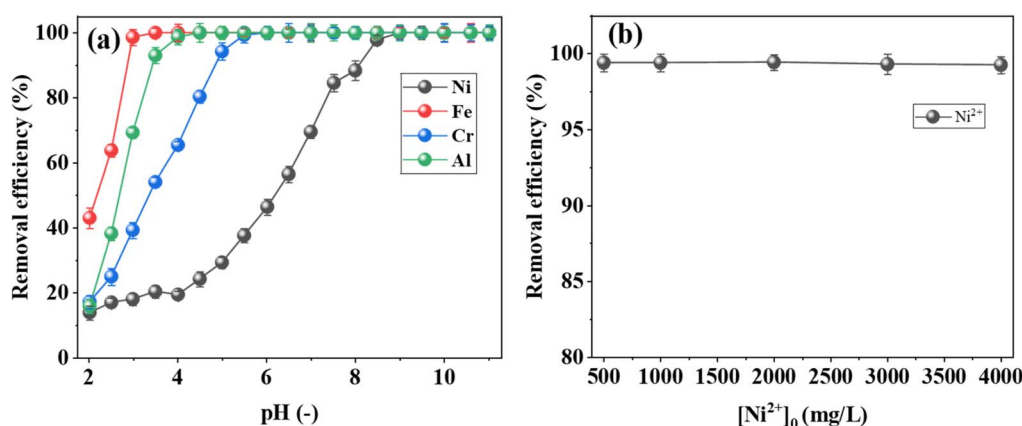 (a)
Removal efficiency (%)
100
80
60
40
20
0
Ni
Fe
Cr
Al
2 4 6 8 10
pH (-)
(b)
Removal efficiency (%)
100
95
90
85
80
Ni²⁺
500 1000 1500 2000 2500 3000 3500 4000
[Ni²⁺]₀ (mg/L)